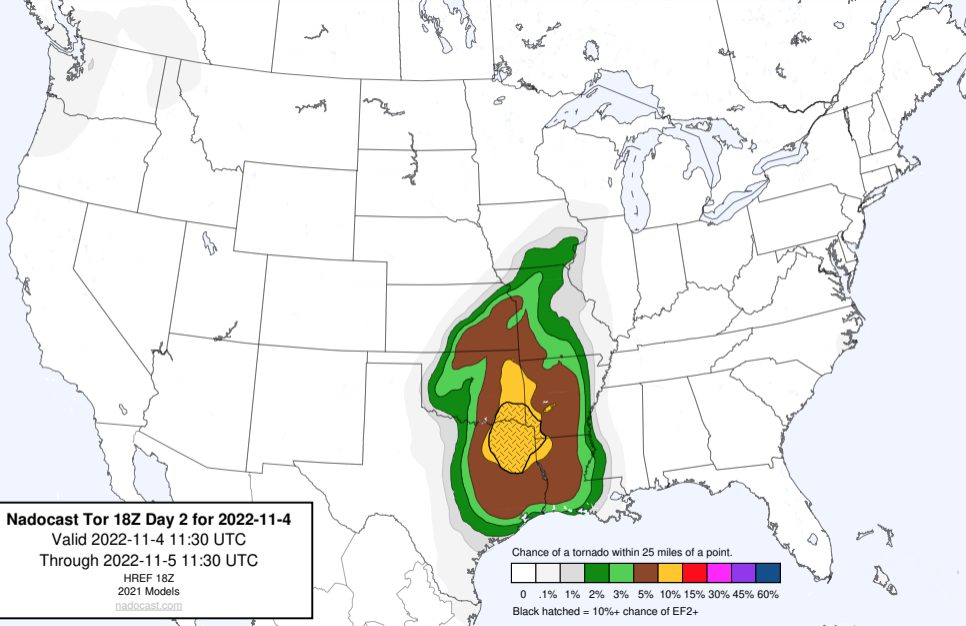 Nadocast Tor 18Z Day 2 for 2022-11-4
Valid 2022-11-4 11:30 UTC
Through 2022-11-5 11:30 UTC
HREF 18Z
2021 Models
nadocast.com
Chance of a tornado within 25 miles of a point.
0 .1% 1% 2% 3% 5% 10% 15% 30% 45% 60%
Black hatched = 10%+ chance of EF2+